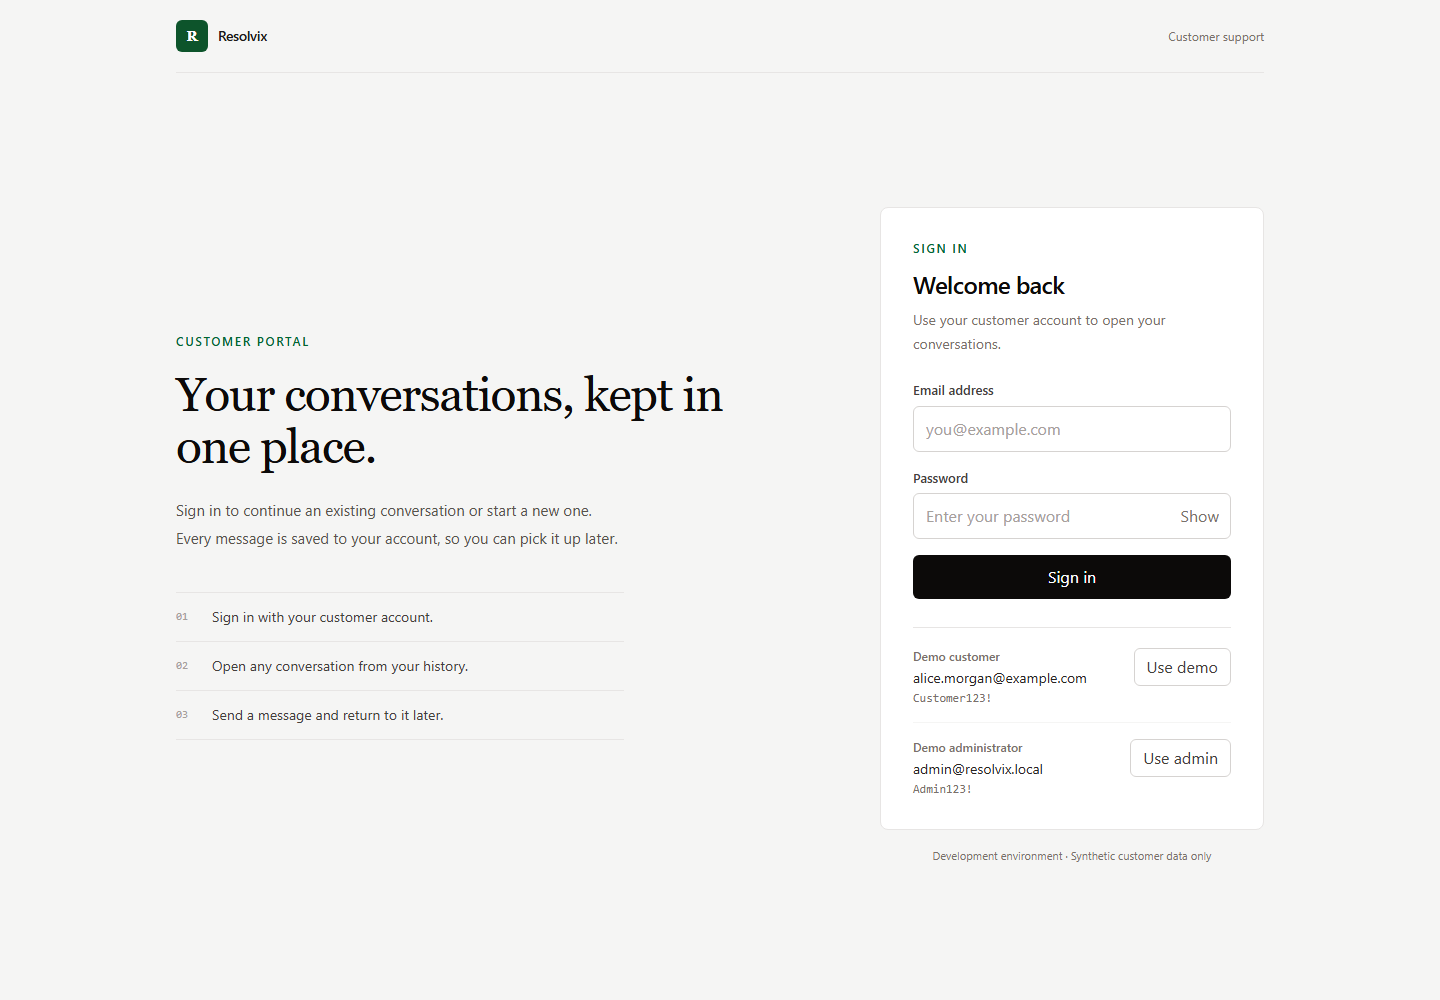 R
Resolvix
Customer support
CUSTOMER PORTAL
Your conversations, kept in
one place.
Sign in to continue an existing conversation or start a new one.
Every message is saved to your account, so you can pick it up later.
01 Sign in with your customer account.
02 Open any conversation from your history.
03 Send a message and return to it later.
SIGN IN
Welcome back
Use your customer account to open your
conversations.
Email address
you@example.com
Password
Enter your password Show
Sign in
Demo customer
alice.morgan@example.com
Customer123!
Use demo
Demo administrator
admin@resolvix.local
Admin123!
Use admin
Development environment · Synthetic customer data only